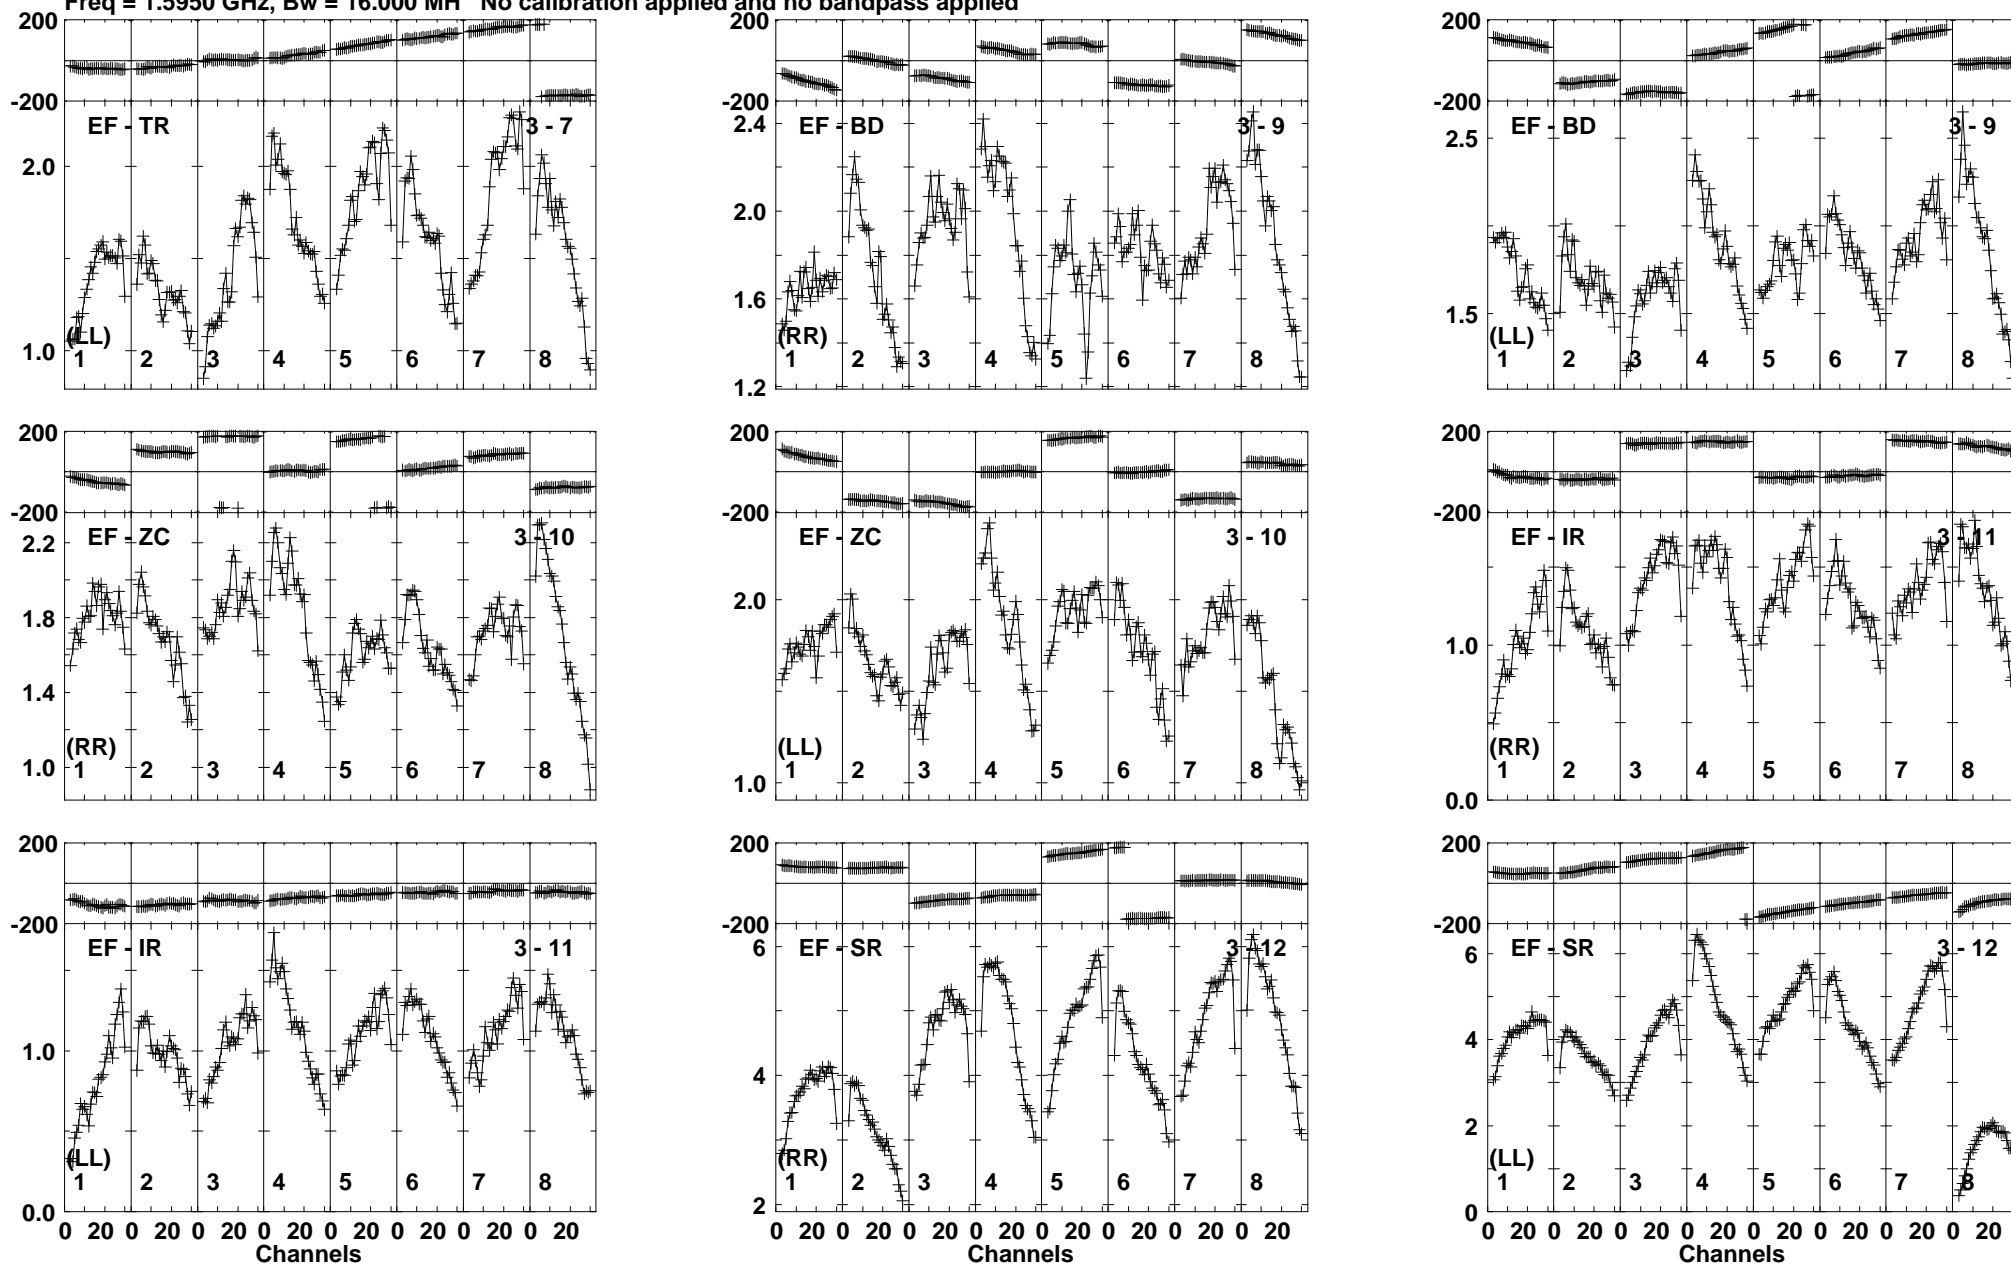 Freq = 1.5950 GHz, Bw = 16.000 MH No calibration applied and no bandpass applied
200 200 200
-200 -200 -200
EF - TR 3 - 7 EF - BD 3 - 9 EF - BD 3 - 9
2.4
2.5
2.0
2.0
1.6
1.5
(LL) (RR) (LL)
1.0
1 2 3 4 5 6 7 8 1 2 3 4 5 6 7 8 1 2 3 4 5 6 7 8
1.2
200 200 200
-200 -200 -200
EF - ZC 3 - 10 EF - ZC 3 - 10 EF - IR 3 - 11
2.2
2.0
1.8
1.0
1.4
(RR) (LL) (RR)
1.0
1 2 3 4 5 6 7 8 1 2 3 4 5 6 7 8 1 2 3 4 5 6 7 8
1.0
0.0
200 200 200
-200 -200 -200
EF - IR 3 - 11 EF - SR 3 - 12 EF - SR 3 - 12
6
6
1.0
4
4
2
(LL) (RR) (LL)
1 2 3 4 5 6 7 8 1 2 3 4 5 6 7 8 1 2 3 4 5 6 7 8
0.0 2 0
0 20 0 20 0 20 0 20 0 20 0 20 0 20 0 20 0 20 0 20 0 20 0 20 0 20 0 20 0 20 0 20 0 20 0 20 0 20 0 20 0 20 0 20 0 20 0 20
Channels Channels Channels